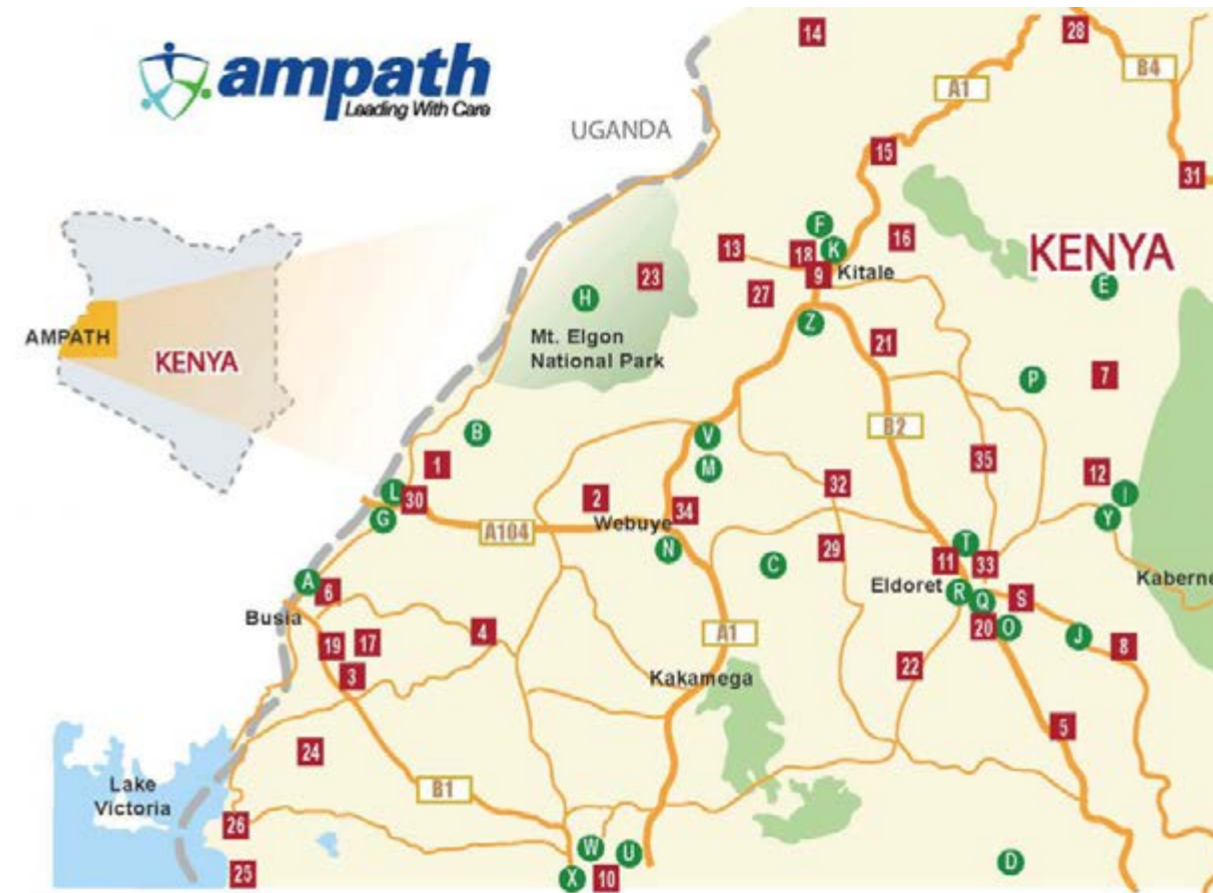 ampath
Leading With Care
14
28
B4
A1
UGANDA
15
31
F
16
13
18
K
KENYA
9
Kitale
23
27
E
H
Z
AMPATH
Mt. Elgon
National Park
21
KENYA
P
7
B2
B
V
1
M
35
12
32
L
30
2
I
34
G
Webuye
Y
A104
N
29
T
C
11
33
Kaberne
A
6
Eldoret
R
Q
S
Busia
20
O
19
17
4
A1
J
8
3
Kakamega
22
5
24
Lake
Victoria
B1
26
W
U
D
25
X
10